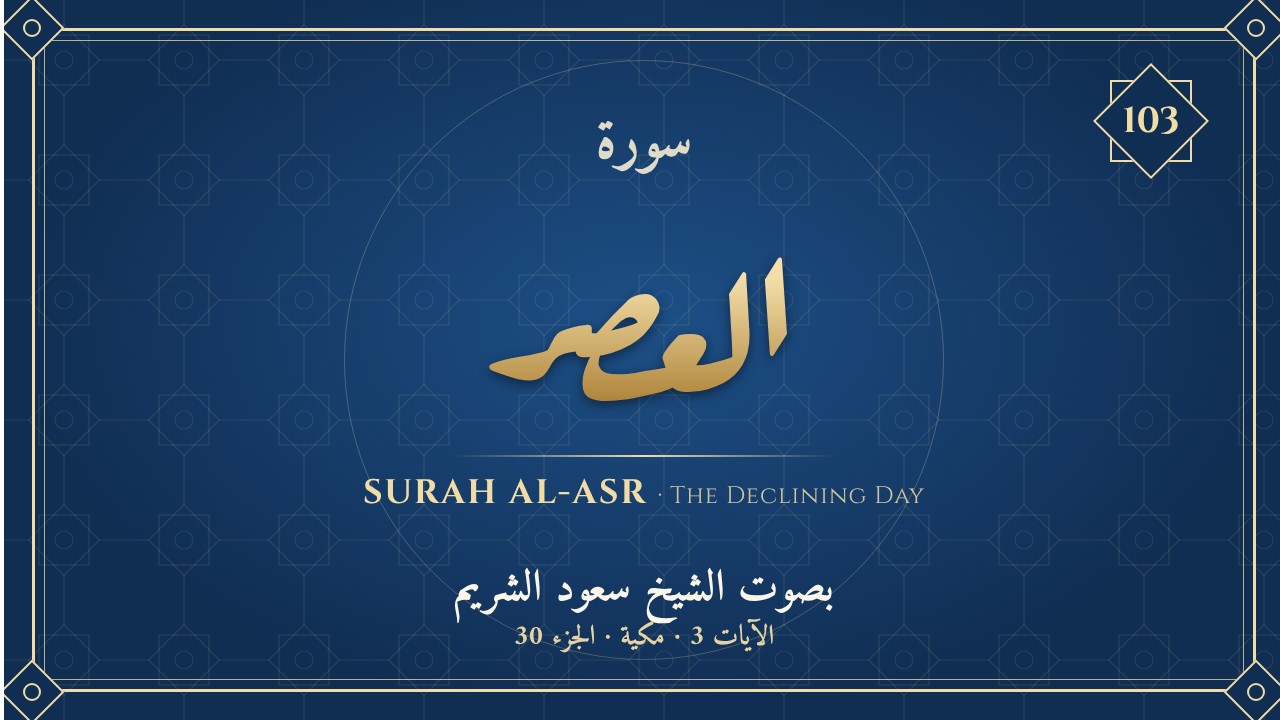 103
سورة
العصر
SURAH AL-ASR · The Declining Day
بصوت الشيخ سعود الشريم
الآيات 3 · مكية · الجزء 30